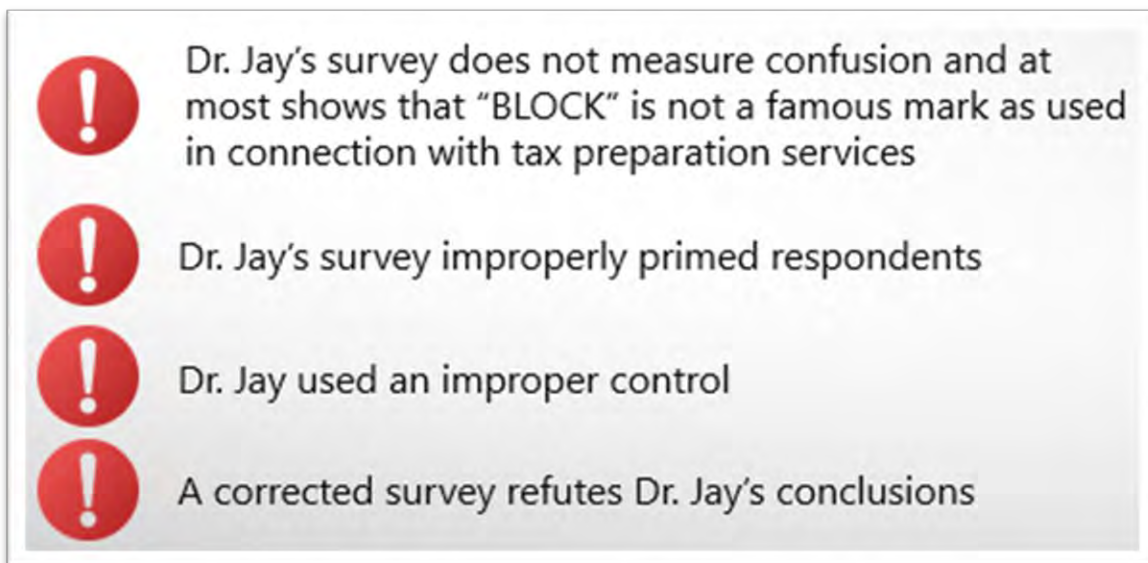 Dr. Jay’s survey does not measure confusion and at
most shows that “BLOCK” is not a famous mark as used
in connection with tax preparation services
Dr. Jay’s survey improperly primed respondents
Dr. Jay used an improper control
A corrected survey refutes Dr. Jay’s conclusions